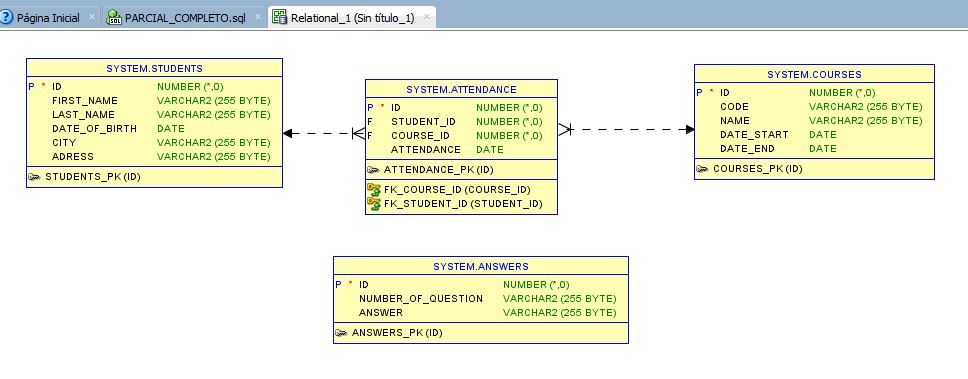 Página Inicial
PARCIAL_COMPLETO.sql
Relational_1 (Sin título_1)
SYSTEM.STUDENTS
P * ID NUMBER (*,0)
FIRST_NAME VARCHAR2 (255 BYTE)
LAST_NAME VARCHAR2 (255 BYTE)
DATE_OF_BIRTH DATE
CITY VARCHAR2 (255 BYTE)
ADRESS VARCHAR2 (255 BYTE)
STUDENTS_PK (ID)
SYSTEM.ATTENDANCE
P * ID NUMBER (*,0)
F STUDENT_ID NUMBER (*,0)
F COURSE_ID NUMBER (*,0)
ATTENDANCE DATE
ATTENDANCE_PK (ID)
FK_COURSE_ID (COURSE_ID)
FK_STUDENT_ID (STUDENT_ID)
SYSTEM.COURSES
P * ID NUMBER (*,0)
CODE VARCHAR2 (255 BYTE)
NAME VARCHAR2 (255 BYTE)
DATE_START DATE
DATE_END DATE
COURSES_PK (ID)
SYSTEM.ANSWERS
P * ID NUMBER (*,0)
NUMBER_OF_QUESTION VARCHAR2 (255 BYTE)
ANSWER VARCHAR2 (255 BYTE)
ANSWERS_PK (ID)